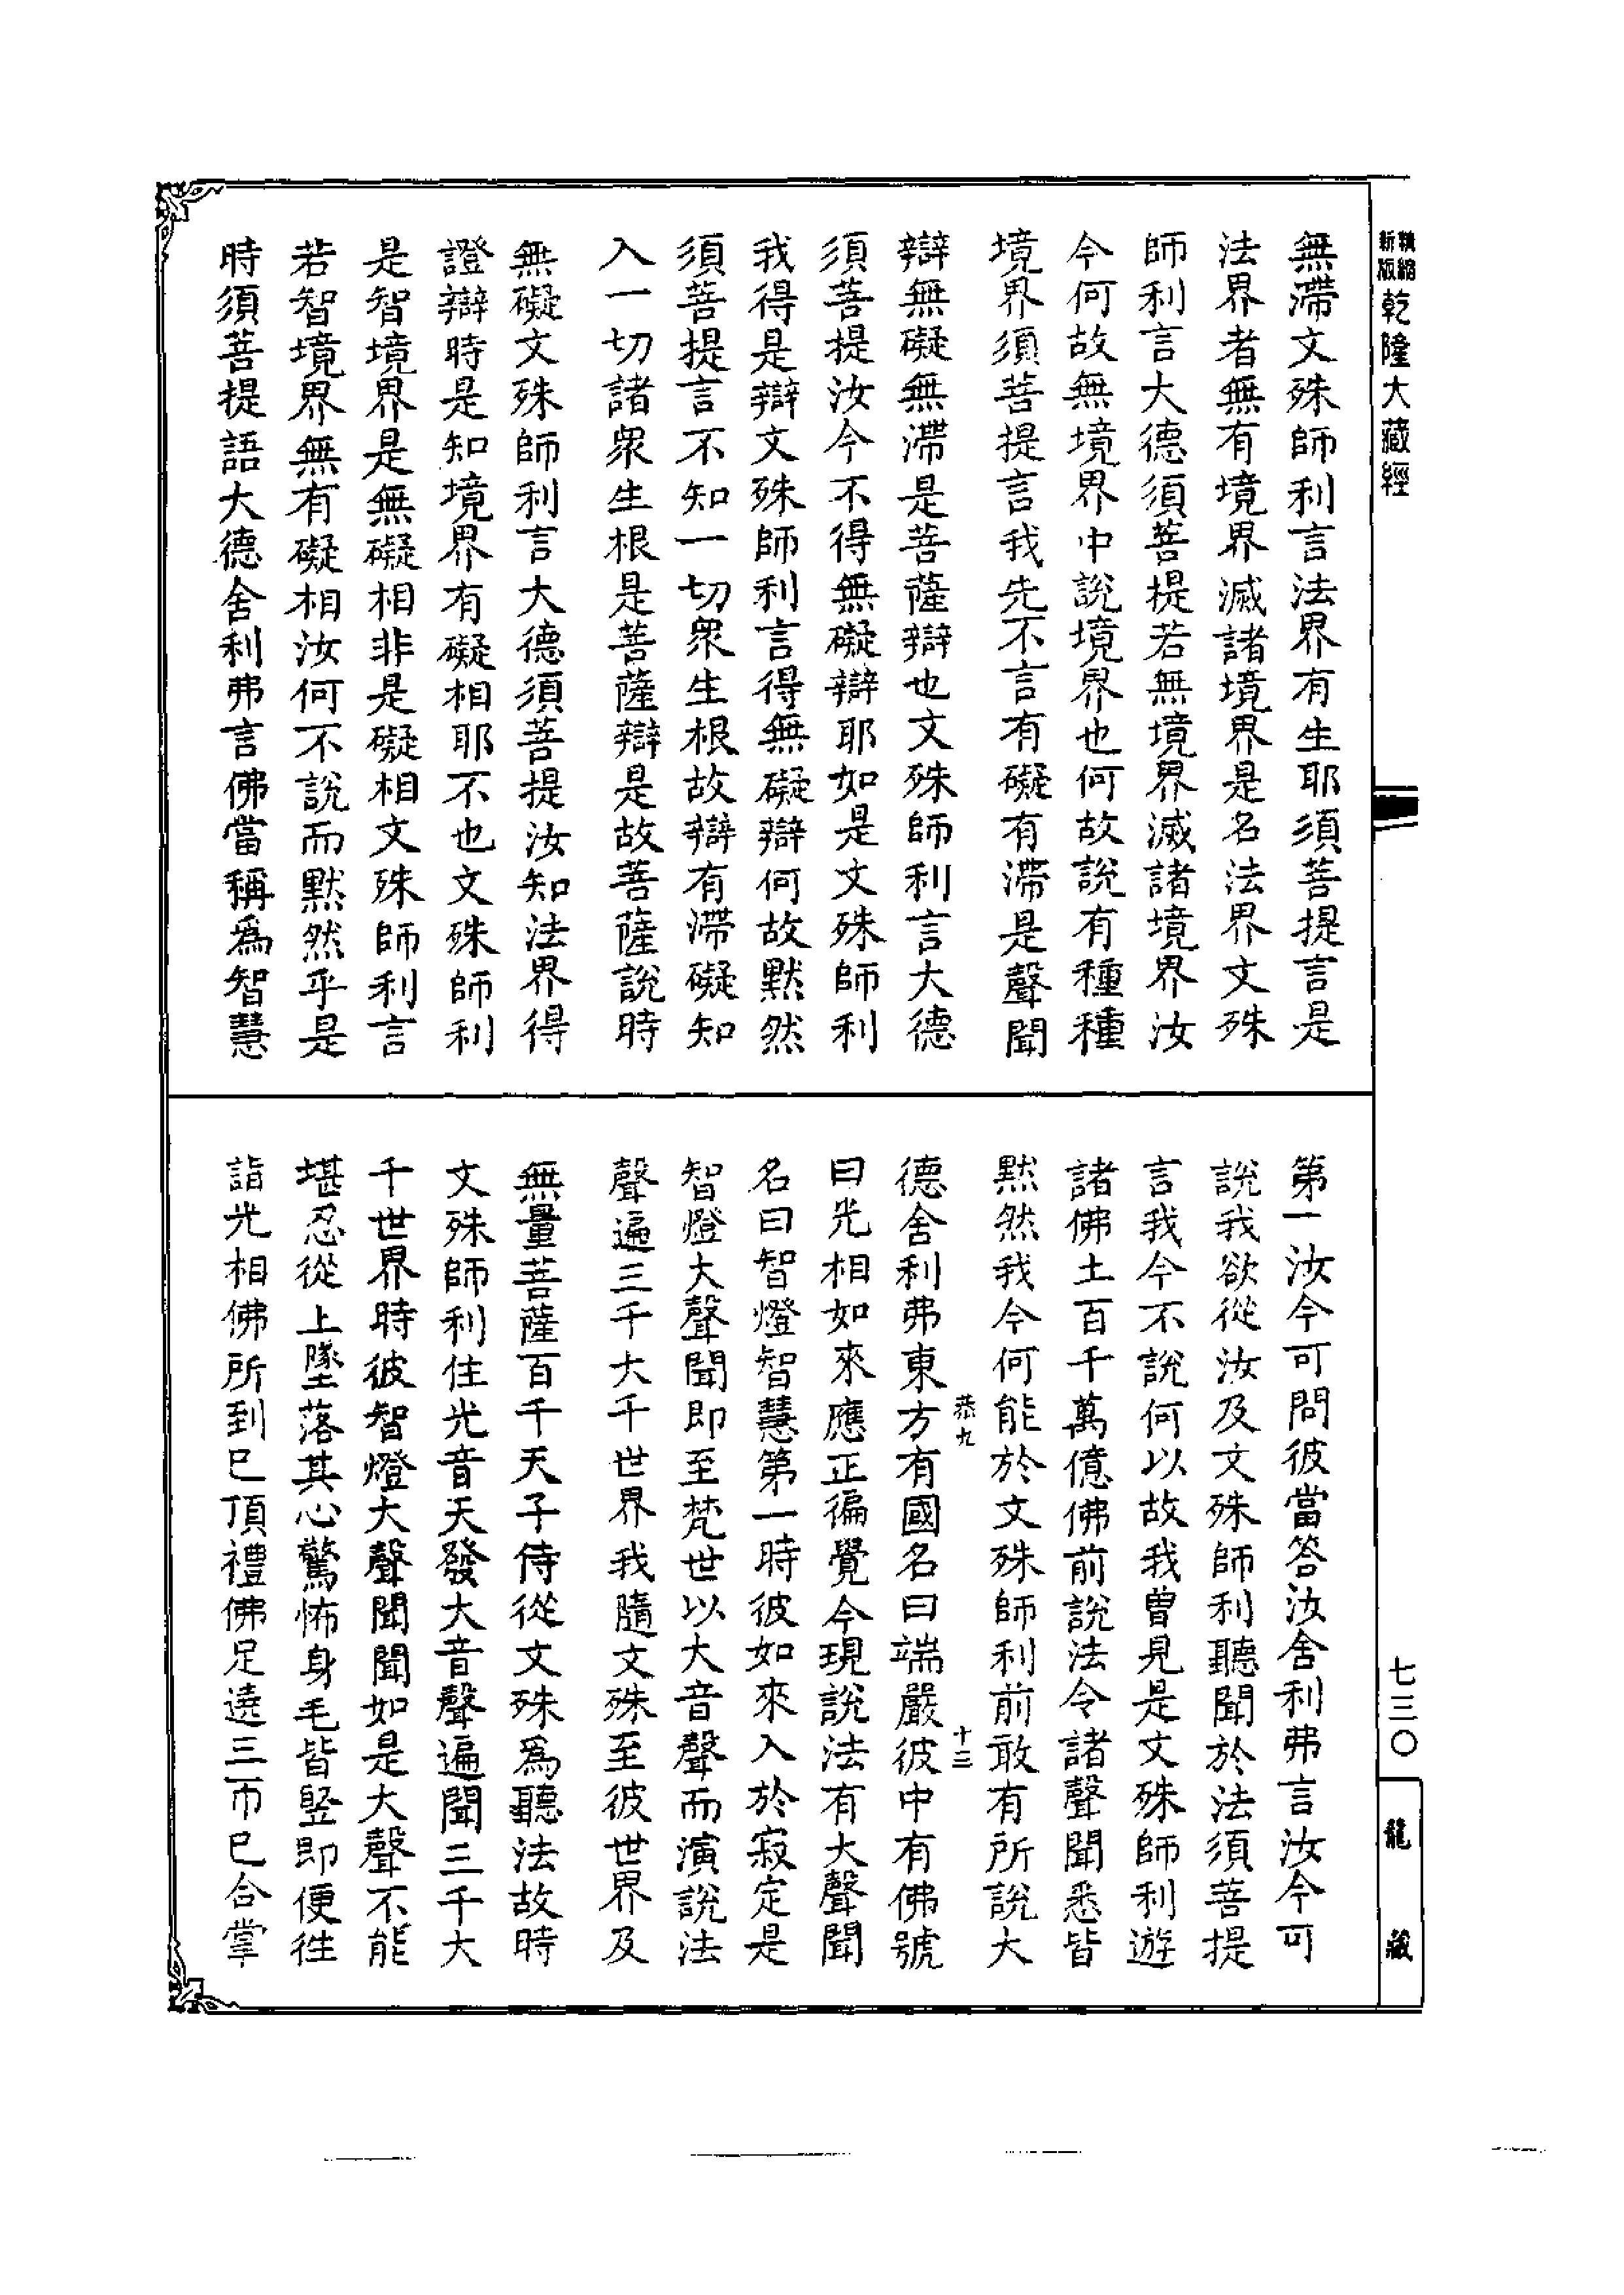 新版
乾隆大藏經
無滯文殊師利言法界有生耶須菩提言是
法界者無有境界滅諸境界是名法界文殊
師利言大德須菩提若無境界滅諸境界汝
今何故無境界中說境界也何故說有種種
境界須菩提言我先不言有礙有滯是聲聞
辯無礙無滯是菩薩辯也文殊師利言大德
須菩提汝今不得無礙辯耶如是文殊師利
我得是辯文殊師利言得無礙辯何故默然
須菩提言不知一切衆生根故辯有滯礙知
入一切諸衆生根是菩薩辯是故菩薩說時
無礙文殊師利言大德須菩提汝知法界得
證辯時是知境界有礙相耶不也文殊師利
是智境界是無礙相非是礙相文殊師利言
若智境界無有礙相汝何不說而默然乎是
時須菩提語大德舍利弗言佛當稱爲智慧
第一汝今可問彼當答汝舍利弗言汝今可
說我欲從汝及文殊師利聽聞於法須菩提
言我今不說何以故我曾見是文殊師利遊
諸佛土百千萬億佛前說法令諸聲聞悉皆
默然我今何能於文殊師利前敢有所說大
恭九
十三
德舍利弗東方有國名曰端嚴彼中有佛號
曰光相如來應正徧覺今現說法有大聲聞
名曰智燈智慧第一時彼如來入於寂定是
智燈大聲聞即至梵世以大音聲而演說法
聲遍三千大千世界我隨文殊至彼世界及
無量菩薩百千天子侍從文殊爲聽法故時
文殊師利住光音天發大音聲遍聞三千大
千世界時彼智燈大聲聞聞如是大聲不能
堪忍從上墜落其心驚怖身毛皆竪即便往
詣光相佛所到已頂禮佛足遶三帀已合掌
七三〇
龍藏